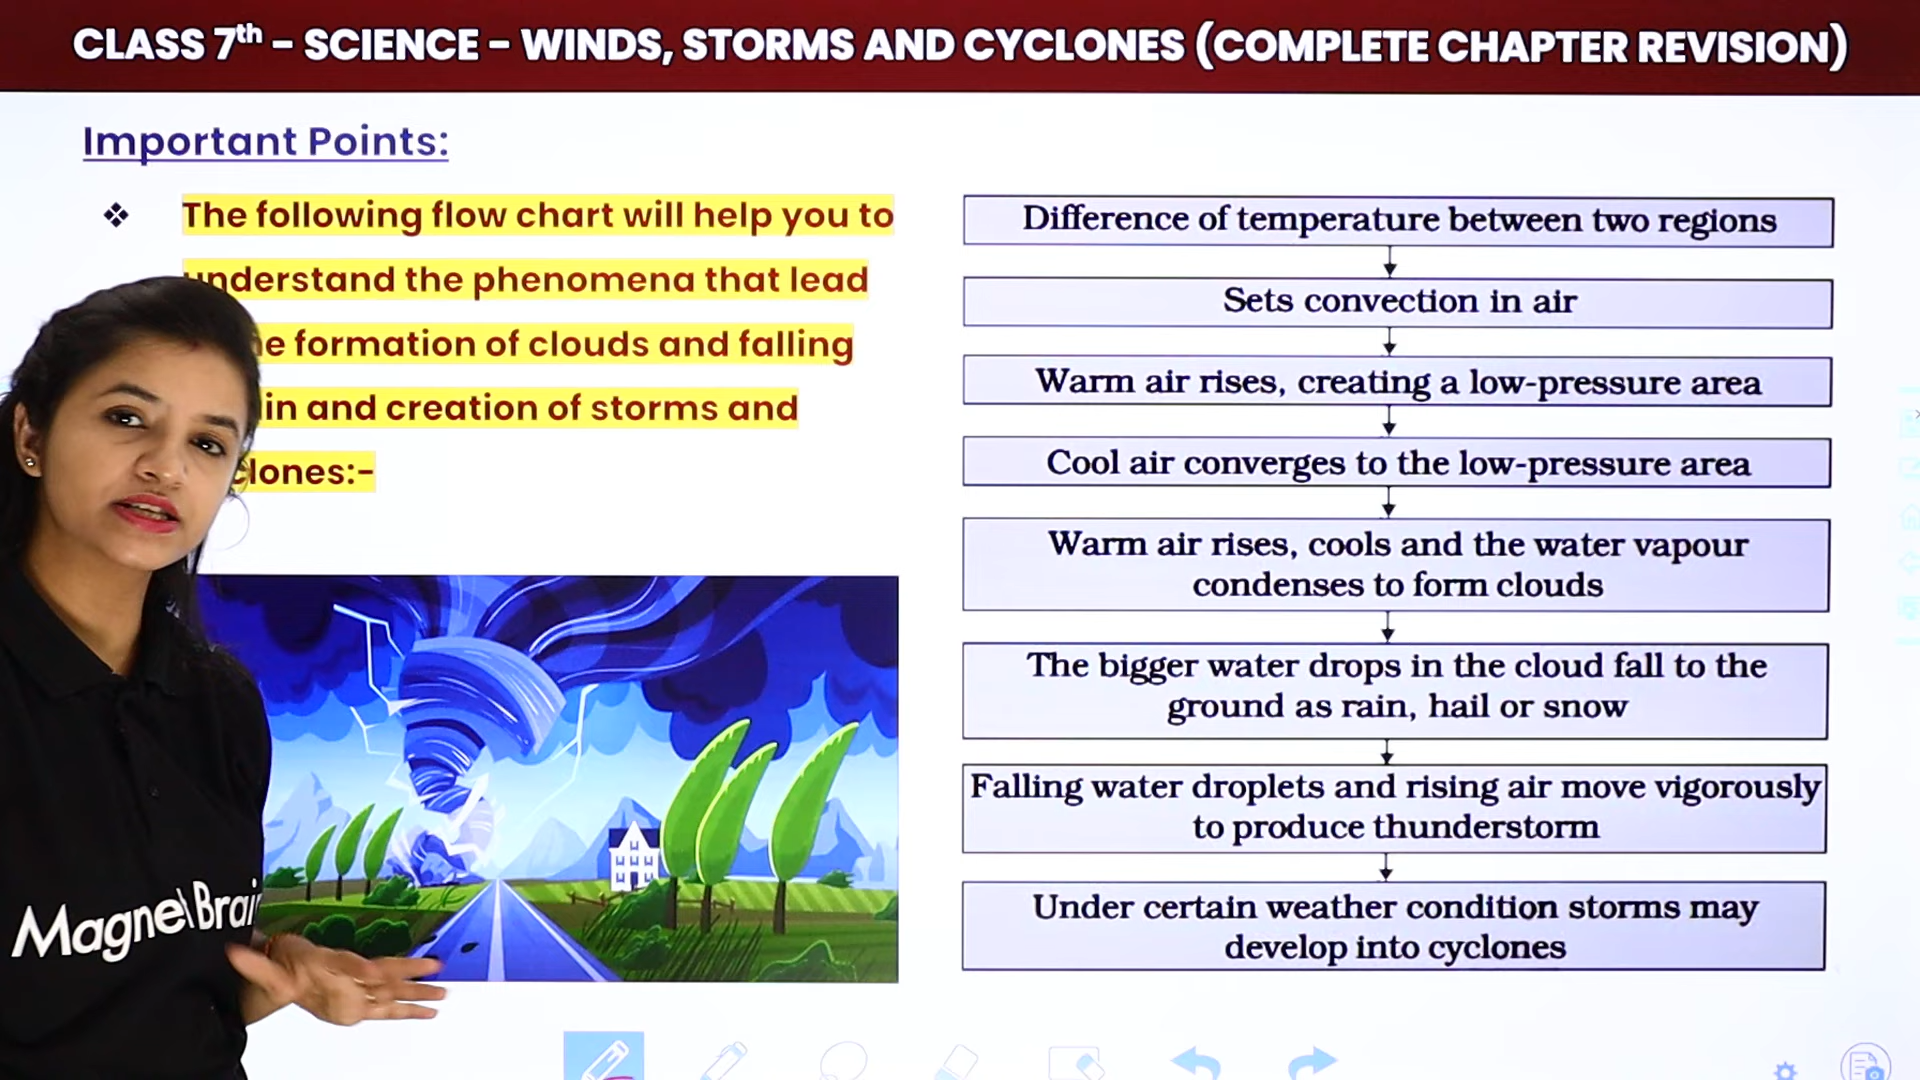 CLASS 7th – SCIENCE – WINDS, STORMS AND CYCLONES (COMPLETE CHAPTER REVISION)
Important Points:
❖ The following flow chart will help you to
understand the phenomena that lead
formation of clouds and falling
and creation of storms and
Difference of temperature between two regions
Sets convection in air
Warm air rises, creating a low-pressure area
Cool air converges to the low-pressure area
Warm air rises, cools and the water vapour
condenses to form clouds
The bigger water drops in the cloud fall to the
ground as rain, hail or snow
Falling water droplets and rising air move vigorously
to produce thunderstorm
Under certain weather condition storms may
develop into cyclones
Magnet Brai